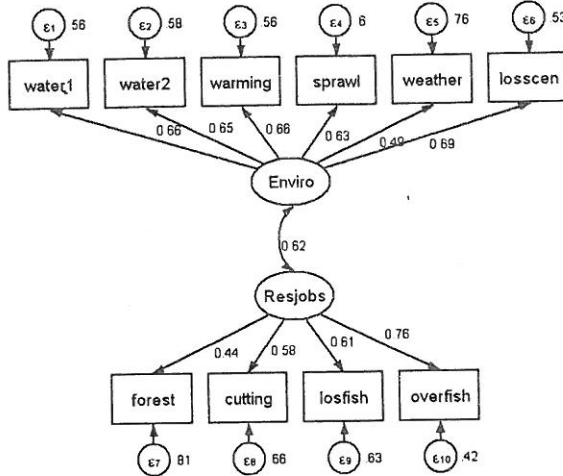 ε1 56 ε2 58 ε3 56 ε4 6 ε5 76 ε6 53
water1 water2 warming sprawl weather losscen
0 66 0 65 0 66 0 63 0 49 0 69
Enviro
0 62
Resjobs
0.44 0 58 0 61 0 76
forest cutting losfish overfish
ε7 81 ε8 66 ε9 .63 ε10 .42